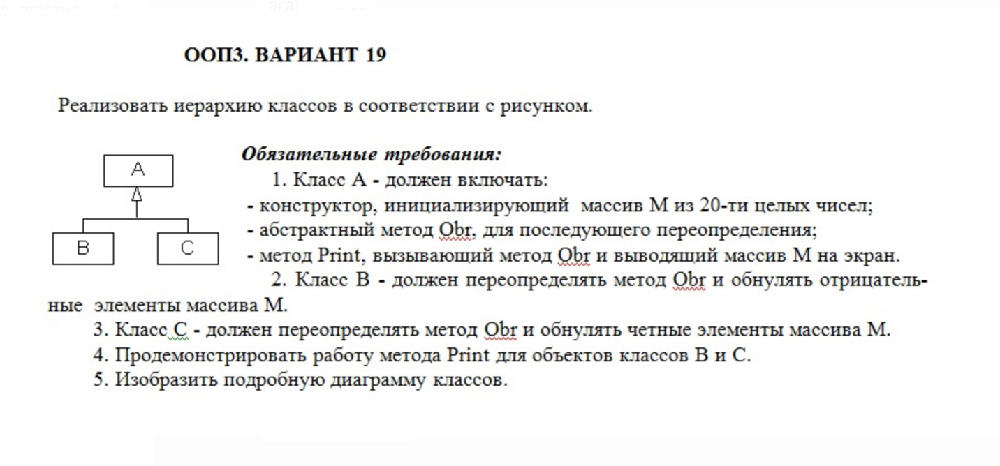 ага)
ООП3. ВАРИАНТ 19
Реализовать иерархию классов в соответствии с рисунком.
A
B
C
Обязательные требования:
1. Класс А - должен включать:
- конструктор, инициализирующий массив М из 20-ти целых чисел;
- абстрактный метод Obr, для последующего переопределения;
- метод Print, вызывающий метод Obr и выводящий массив М на экран.
2. Класс В - должен переопределять метод Obr и обнулять отрицатель-
ные элементы массива М.
3. Класс С - должен переопределять метод Obr и обнулять четные элементы массива М.
4. Продемонстрировать работу метода Print для объектов классов В и С.
5. Изобразить подробную диаграмму классов.